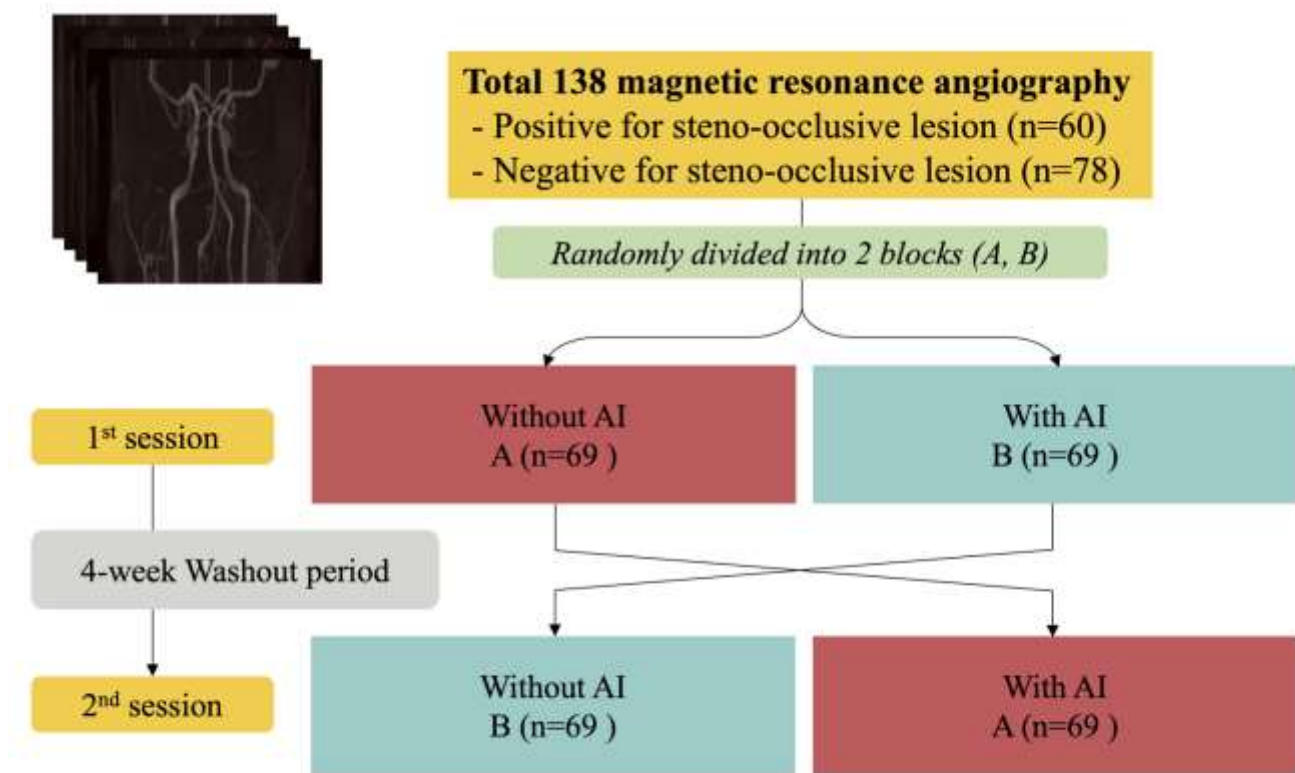 Total 138 magnetic resonance angiography
- Positive for steno-occlusive lesion (n=60)
- Negative for steno-occlusive lesion (n=78)
Randomly divided into 2 blocks (A, B)
1st session
Without AI
A (n=69 )
With AI
B (n=69 )
4-week Washout period
2nd session
Without AI
B (n=69 )
With AI
A (n=69 )